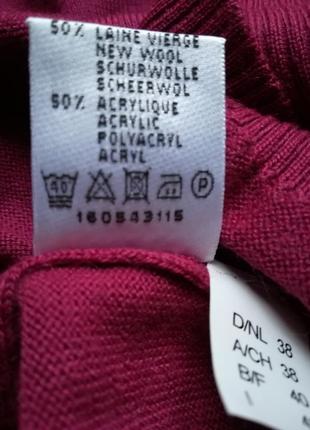 50% LAINE VIERGE
NEW WOOL
SCHURWOLLE
SCHEERWOL
50% ACRYLIQUE
ACRYLIC
POLYACRYL
ACRYL
40 P
160543115
D/NL 38
A/CH 38
B/F 40
I